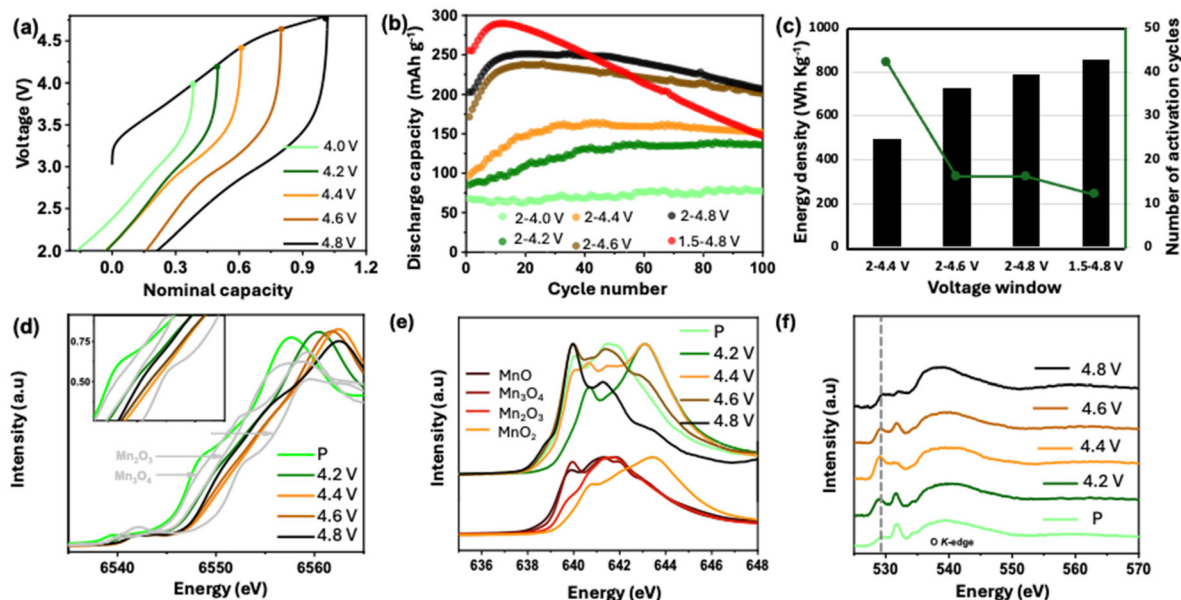 (a)
4.5
4.0
3.5
3.0
2.5
2.0
Voltage (V)
0.0 0.3 0.6 0.9 1.2
Nominal capacity
4.0 V
4.2 V
4.4 V
4.6 V
4.8 V
(b)
300
250
200
150
100
50
0
Discharge capacity (mAh g⁻¹)
2-4.0 V 2-4.4 V 2-4.8 V
2-4.2 V 2-4.6 V 1.5-4.8 V
0 20 40 60 80 100
Cycle number
(c)
1000
800
600
400
200
0
Energy density (Wh Kg⁻¹)
50
40
30
20
10
0
Number of activation cycles
2-4.4 V 2-4.6 V 2-4.8 V 1.5-4.8 V
Voltage window
(d)
0.75
0.50
Intensity (a.u)
Mn₂O₃
Mn₃O₄
P
4.2 V
4.4 V
4.6 V
4.8 V
6540 6550 6560
Energy (eV)
(e)
Intensity (a.u)
MnO
Mn₃O₄
Mn₂O₃
MnO₂
P
4.2 V
4.4 V
4.6 V
4.8 V
636 638 640 642 644 646 648
Energy (eV)
(f)
Intensity (a.u)
4.8 V
4.6 V
4.4 V
4.2 V
P
O K-edge
530 540 550 560 570
Energy (eV)